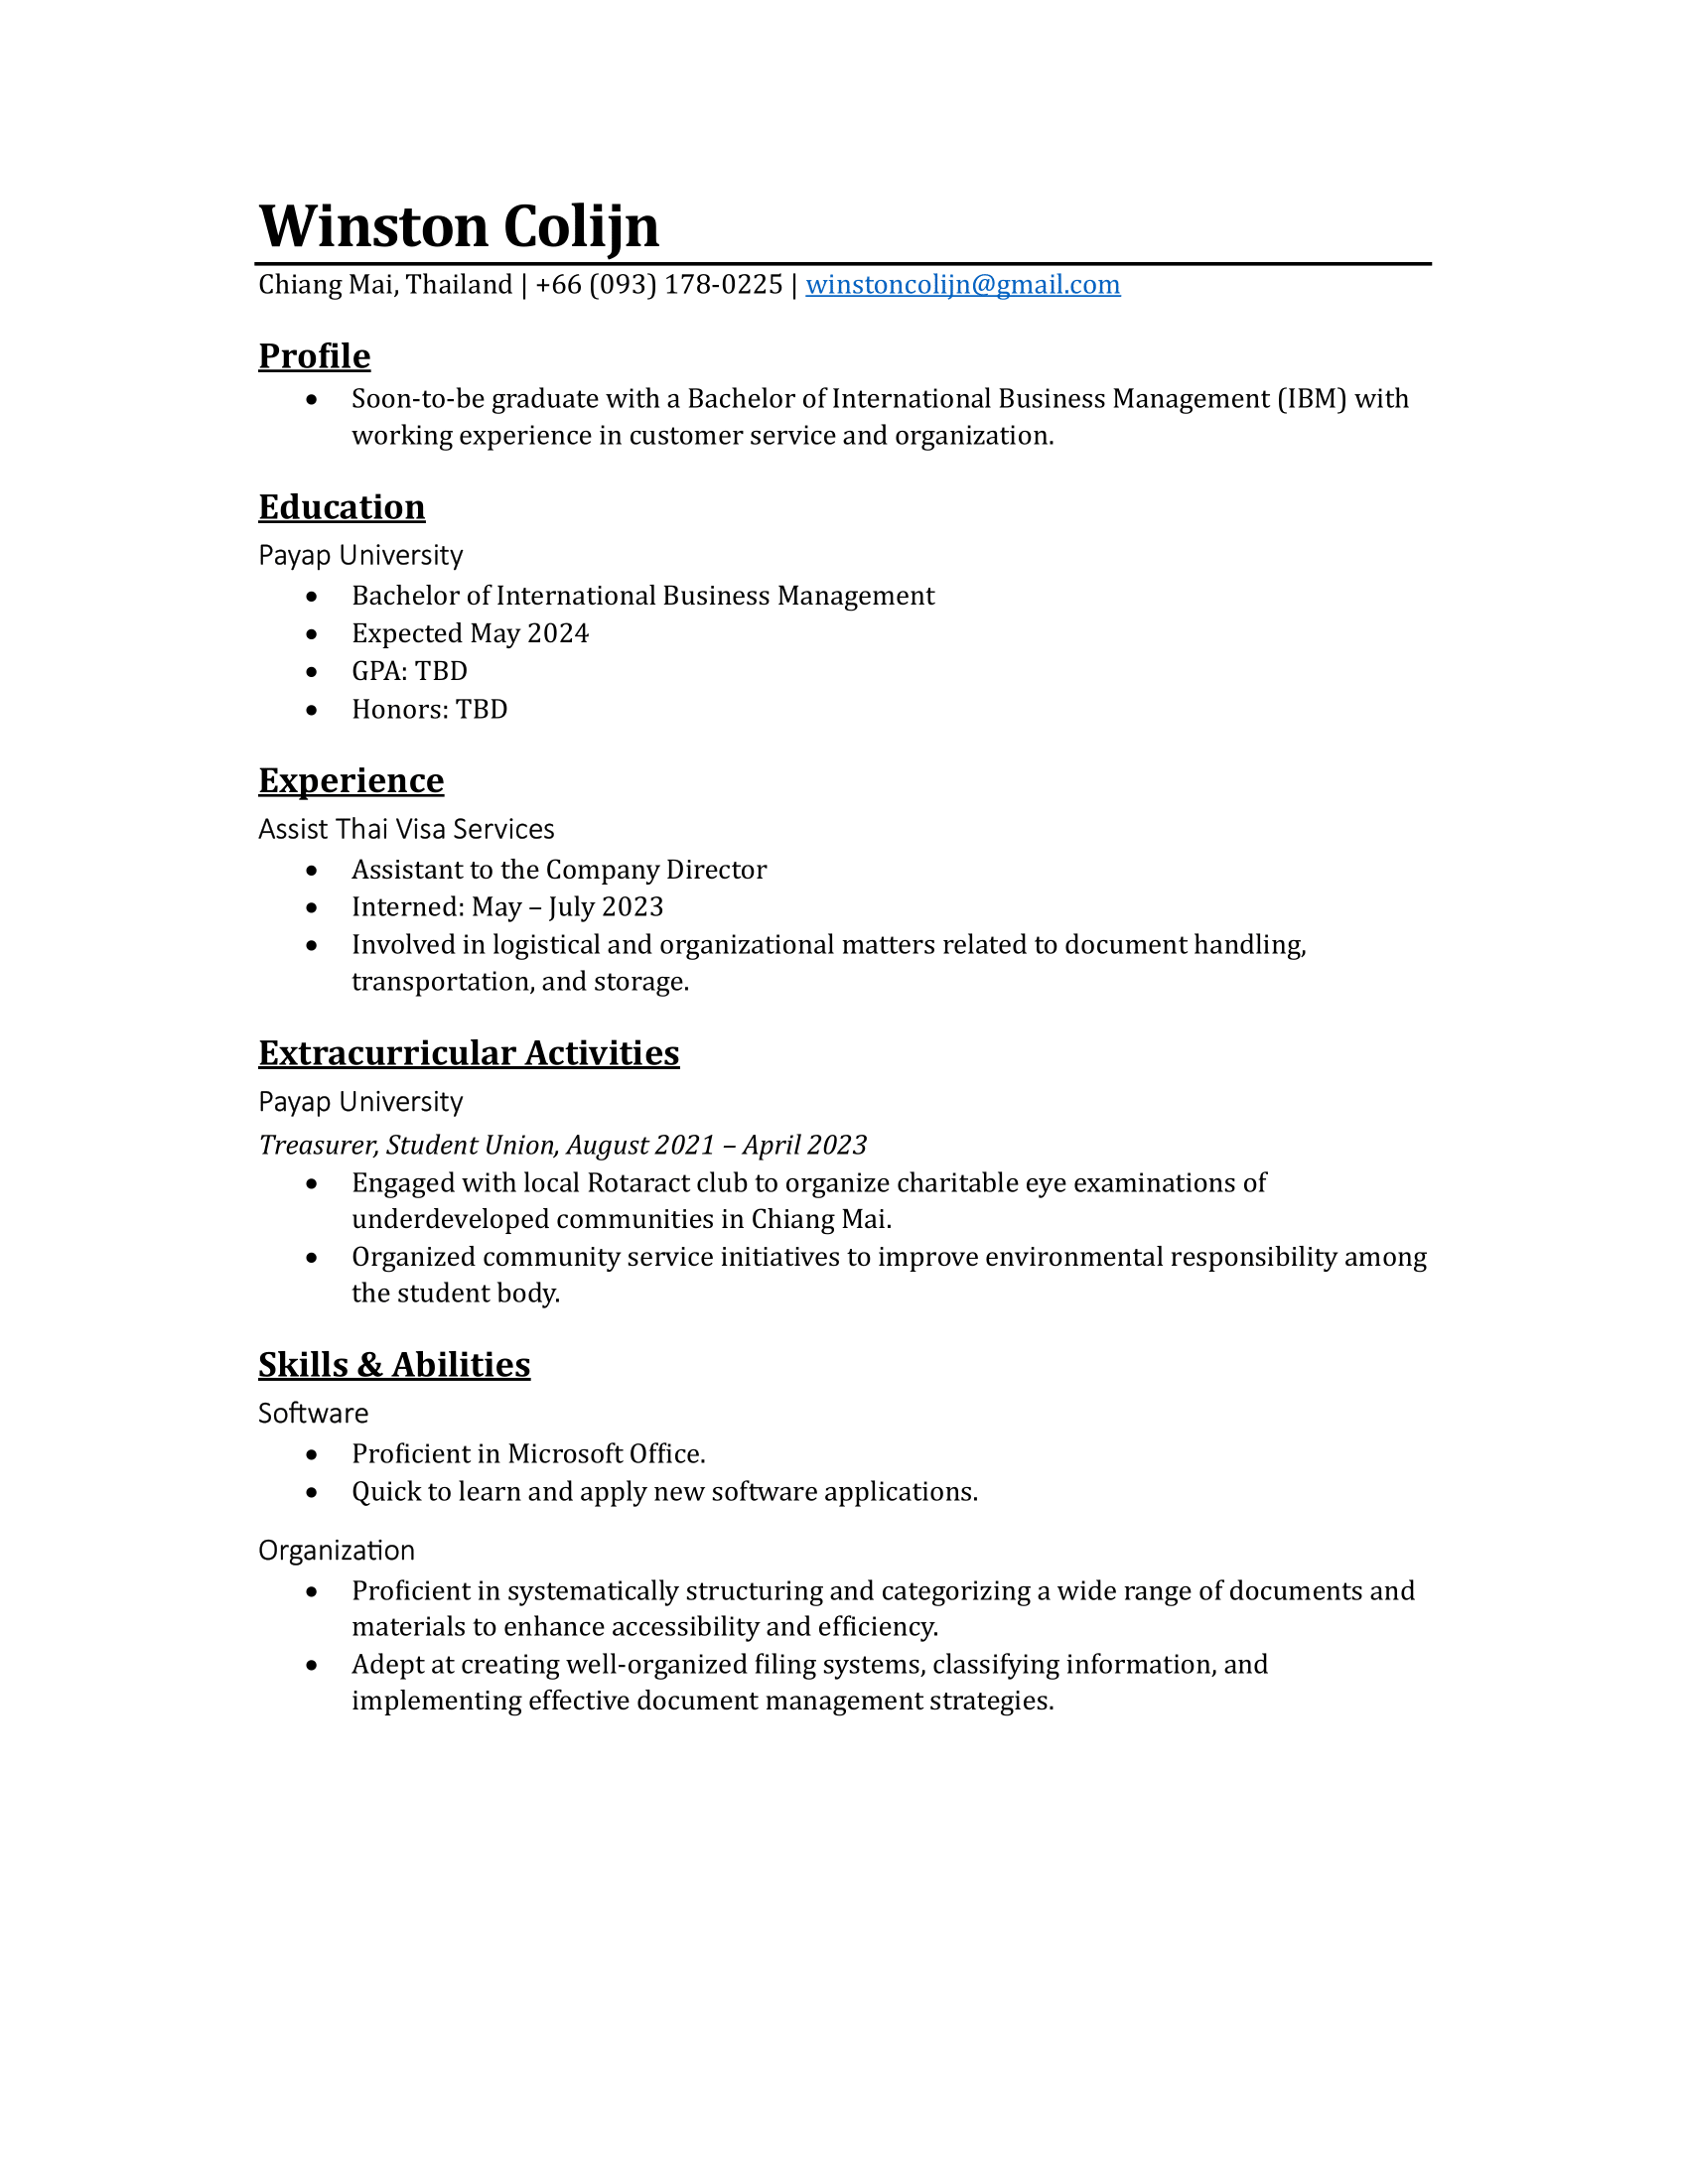 Winston Colijn
Chiang Mai, Thailand | +66 (093) 178-0225 | winstoncolijn@gmail.com
Profile
• Soon-to-be graduate with a Bachelor of International Business Management (IBM) with
working experience in customer service and organization.
Education
Payap University
• Bachelor of International Business Management
• Expected May 2024
• GPA: TBD
• Honors: TBD
Experience
Assist Thai Visa Services
• Assistant to the Company Director
• Interned: May – July 2023
• Involved in logistical and organizational matters related to document handling,
transportation, and storage.
Extracurricular Activities
Payap University
Treasurer, Student Union, August 2021 – April 2023
• Engaged with local Rotaract club to organize charitable eye examinations of
underdeveloped communities in Chiang Mai.
• Organized community service initiatives to improve environmental responsibility among
the student body.
Skills & Abilities
Software
• Proficient in Microsoft Office.
• Quick to learn and apply new software applications.
Organization
• Proficient in systematically structuring and categorizing a wide range of documents and
materials to enhance accessibility and efficiency.
• Adept at creating well-organized filing systems, classifying information, and
implementing effective document management strategies.